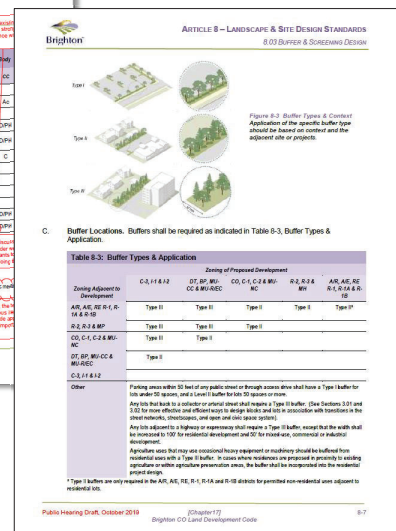 Brighton
ARTICLE 8 – LANDSCAPE & SITE DESIGN STANDARDS
8.03 BUFFER & SCREENING DESIGN
Type I
Figure 8-3 Buffer Types & Context
Application of the specific buffer type
should be based on context and the
adjacent site or projects.
Type II
Type III
C. Buffer Locations. Buffers shall be required as indicated in Table 8-3, Buffer Types &
Application.
Table 8-3: Buffer Types & Application
Zoning of Proposed Development
Zoning Adjacent to Development C-3, I-1 & I-2 DT, BP, MU-CC & MU-R/EC CO, C-1, C-2 & MU-NC R-2, R-3 & MH A/R, A/E, RE R-1, R-1A & R-1B
A/R, A/E, RE R-1, R-1A & R-1B Type III Type III Type II Type II Type II*
R-2, R-3 & MP Type III Type III Type II
CO, C-1, C-2 & MU-NC Type III Type II
DT, BP, MU-CC & MU-R/EC Type II
C-3, I-1 & I-2
Other Parking areas within 50 feet of any public street or through access drive shall have a Type I buffer for
lots under 50 spaces, and a Level II buffer for lots 50 spaces or more.
Any lots that back to a collector or arterial street shall require a Type III buffer. (See Sections 3.01 and
3.02 for more effective and efficient ways to design blocks and lots in association with transitions in the
street networks, streetscapes, and open and civic space system).
Any lots adjacent to a highway or expressway shall require a Type III buffer, except that the width shall
be increased to 100' for residential development and 50' for mixed-use, commercial or industrial
development.
Agriculture uses that may use occasional heavy equipment or machinery should be buffered from
residential uses with a Type III buffer. In cases where residences are proposed in proximity to existing
agriculture or within agriculture preservation areas, the buffer shall be incorporated into the residential
project design.
* Type II buffers are only required in the A/R, A/E, RE, R-1, R-1A and R-1B districts for permitted non-residential uses adjacent to
residential lots.
Public Hearing Draft, October 2019 [Chapter17] 8-7
Brighton CO Land Development Code